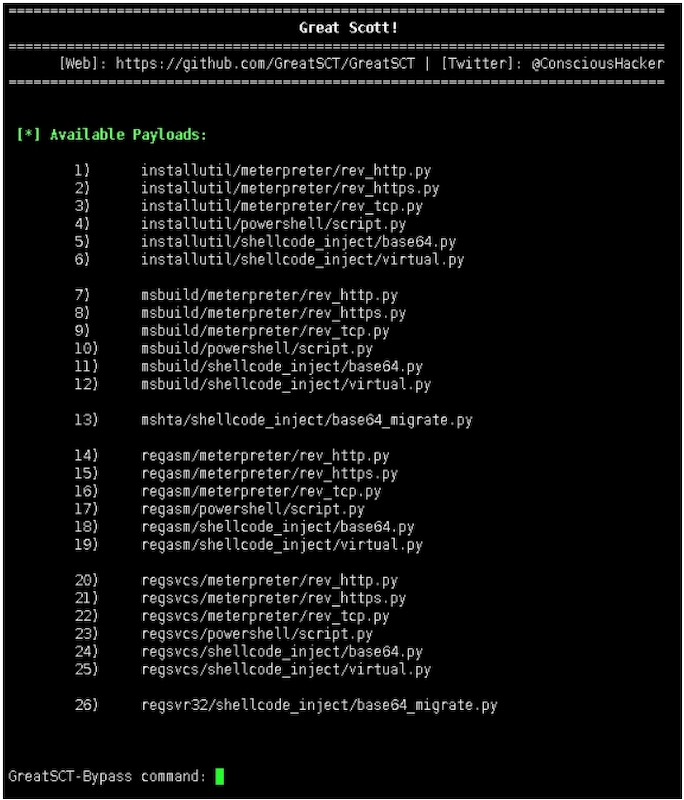 ===============================================================================
Great Scott!
===============================================================================
[Web]: https://github.com/GreatSCT/GreatSCT | [Twitter]: @ConsciousHacker
===============================================================================
[*] Available Payloads:
1) installutil/meterpreter/rev_http.py
2) installutil/meterpreter/rev_https.py
3) installutil/meterpreter/rev_tcp.py
4) installutil/powershell/script.py
5) installutil/shellcode_inject/base64.py
6) installutil/shellcode_inject/virtual.py
7) msbuild/meterpreter/rev_http.py
8) msbuild/meterpreter/rev_https.py
9) msbuild/meterpreter/rev_tcp.py
10) msbuild/powershell/script.py
11) msbuild/shellcode_inject/base64.py
12) msbuild/shellcode_inject/virtual.py
13) mshta/shellcode_inject/base64_migrate.py
14) regasm/meterpreter/rev_http.py
15) regasm/meterpreter/rev_https.py
16) regasm/meterpreter/rev_tcp.py
17) regasm/powershell/script.py
18) regasm/shellcode_inject/base64.py
19) regasm/shellcode_inject/virtual.py
20) regsvcs/meterpreter/rev_http.py
21) regsvcs/meterpreter/rev_https.py
22) regsvcs/meterpreter/rev_tcp.py
23) regsvcs/powershell/script.py
24) regsvcs/shellcode_inject/base64.py
25) regsvcs/shellcode_inject/virtual.py
26) regsvr32/shellcode_inject/base64_migrate.py
GreatSCT-Bypass command: